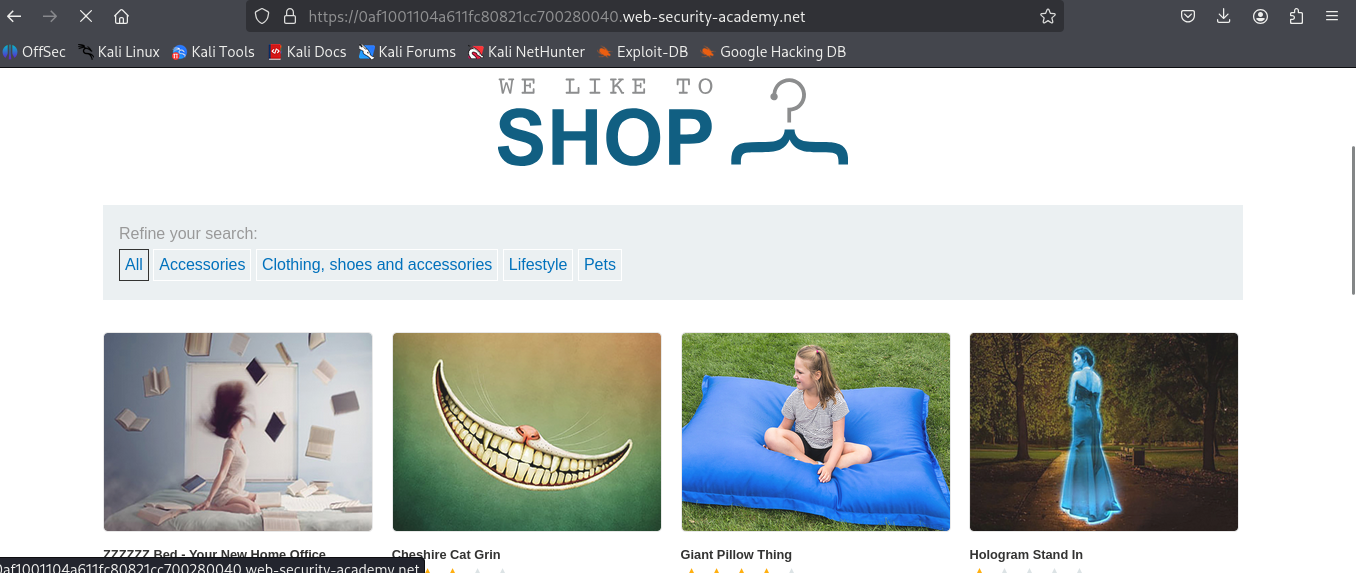 https://0af1001104a611fc80821cc700280040.web-security-academy.net
OffSec Kali Linux Kali Tools Kali Docs Kali Forums Kali NetHunter Exploit-DB Google Hacking DB
WE LIKE TO
SHOP
Refine your search:
All Accessories Clothing, shoes and accessories Lifestyle Pets
ZZZZZZ Bed - Your New Home Office Cheshire Cat Grin Giant Pillow Thing Hologram Stand In
0af1001104a611fc80821cc700280040.web-security-academy.net